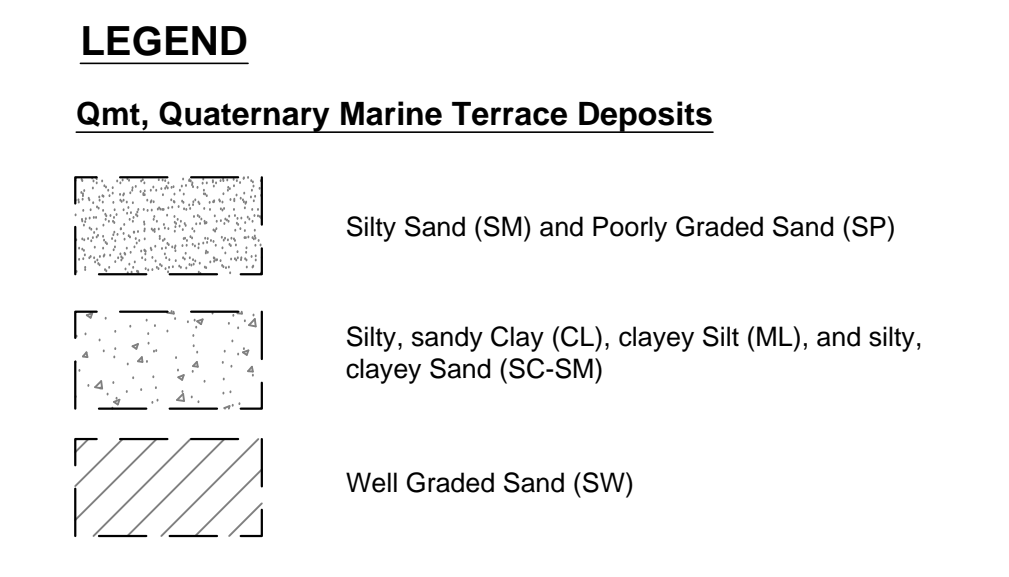 LEGEND
Qmt, Quaternary Marine Terrace Deposits
Silty Sand (SM) and Poorly Graded Sand (SP)
Silty, sandy Clay (CL), clayey Silt (ML), and silty,
clayey Sand (SC-SM)
Well Graded Sand (SW)